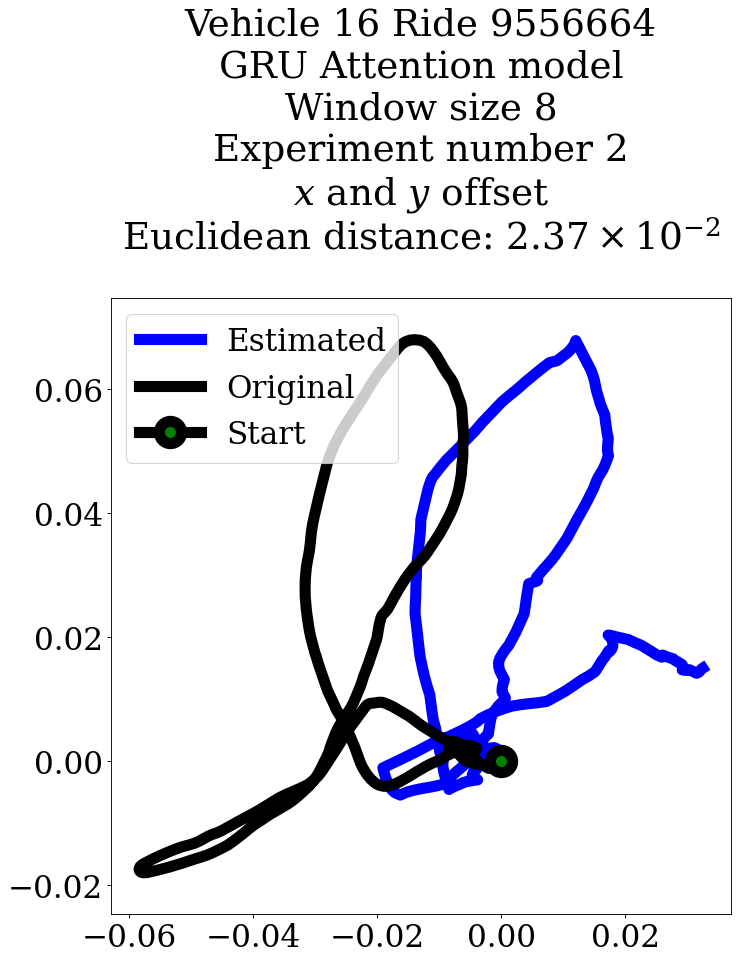 Vehicle 16 Ride 9556664
GRU Attention model
Window size 8
Experiment number 2
x and y offset
Euclidean distance: 2.37 × 10⁻²
Estimated
Original
Start
0.06
0.04
0.02
0.00
−0.02
−0.06 −0.04 −0.02 0.00 0.02